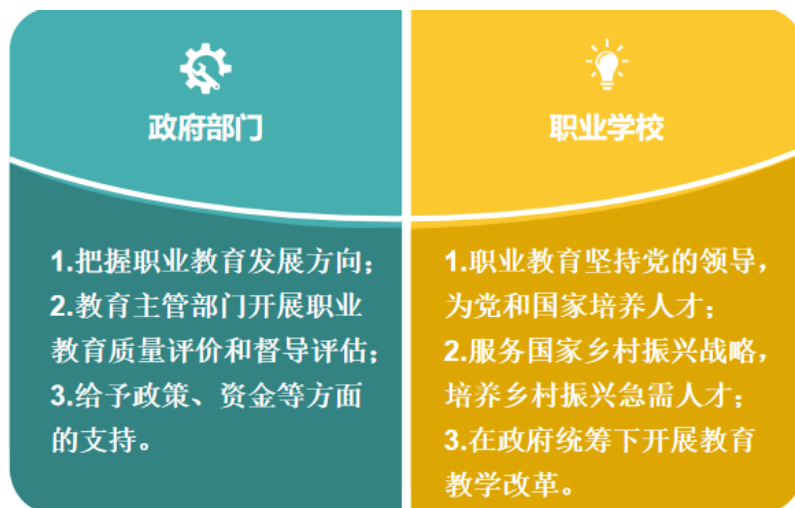 政府部门
1.把握职业教育发展方向；
2.教育主管部门开展职业
教育质量评价和督导评估；
3.给予政策、资金等方面
的支持。
职业学校
1.职业教育坚持党的领导，
为党和国家培养人才；
2.服务国家乡村振兴战略，
培养乡村振兴急需人才；
3.在政府统筹下开展教育
教学改革。